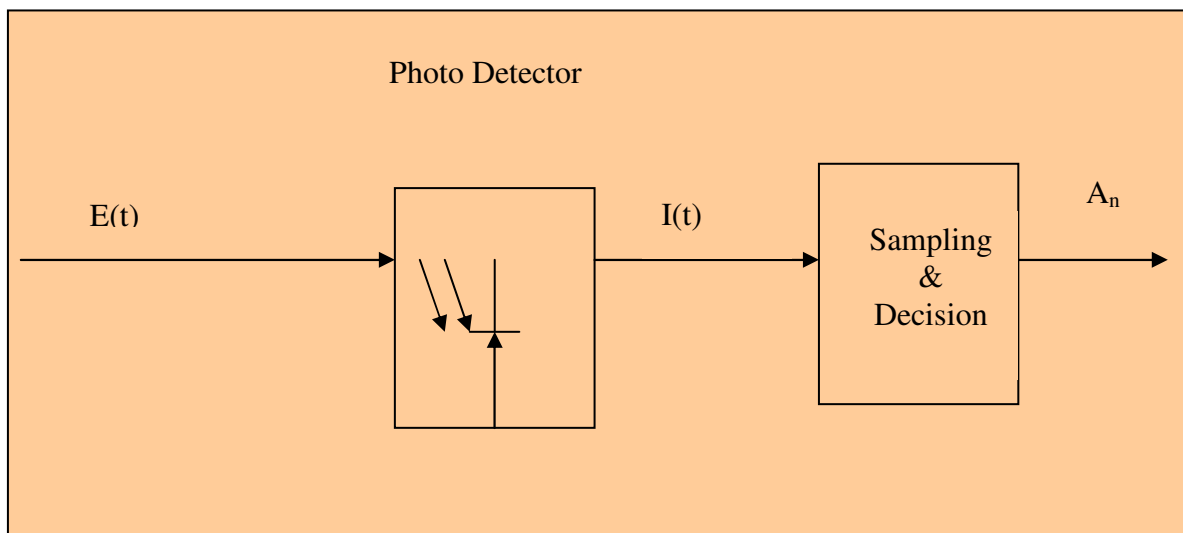 Photo Detector
E(t)
I(t)
Sampling
&
Decision
Aₙ